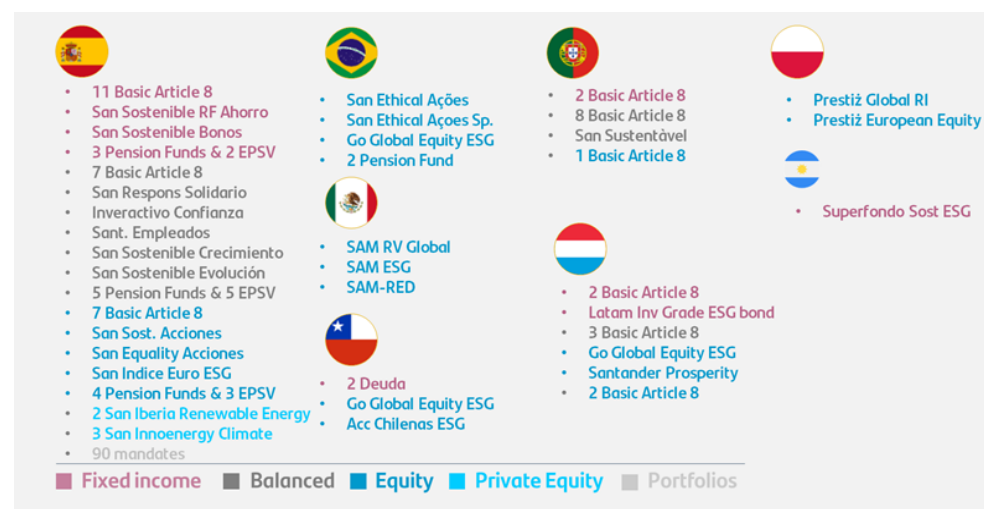 11 Basic Article 8
San Sostenible RF Ahorro
San Sostenible Bonos
3 Pension Funds & 2 EPSV
7 Basic Article 8
San Respons Solidario
Inveractivo Confianza
Sant. Empleados
San Sostenible Crecimiento
San Sostenible Evolución
5 Pension Funds & 5 EPSV
7 Basic Article 8
San Sost. Acciones
San Equality Acciones
San Indice Euro ESG
4 Pension Funds & 3 EPSV
2 San Iberia Renewable Energy
3 San Innoenergy Climate
90 mandates
San Ethical Ações
San Ethical Açoes Sp.
Go Global Equity ESG
2 Pension Fund
SAM RV Global
SAM ESG
SAM-RED
2 Deuda
Go Global Equity ESG
Acc Chilenas ESG
2 Basic Article 8
8 Basic Article 8
San Sustentàvel
1 Basic Article 8
2 Basic Article 8
Latam Inv Grade ESG bond
3 Basic Article 8
Go Global Equity ESG
Santander Prosperity
2 Basic Article 8
Prestiż Global RI
Prestiż European Equity
Superfondo Sost ESG
Fixed income Balanced Equity Private Equity Portfolios